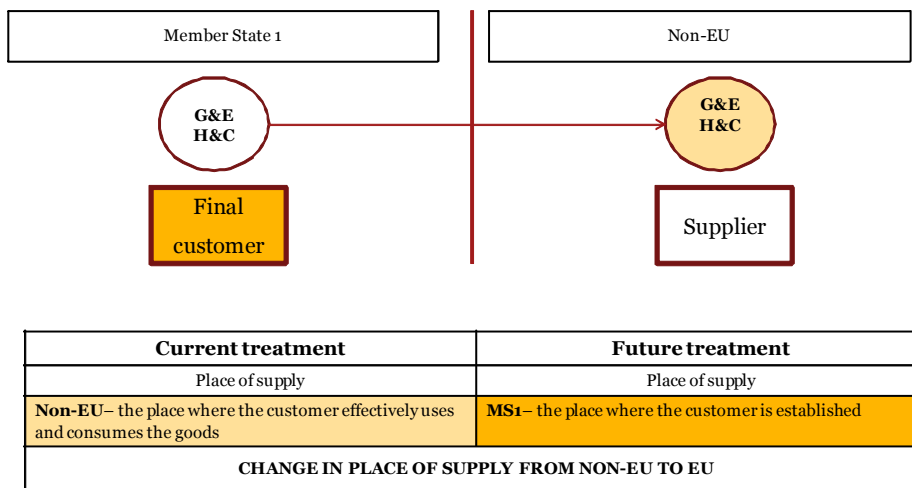 Member State 1
Non-EU
G&E
H&C
G&E
H&C
Final
customer
Supplier
Current treatment
Future treatment
Place of supply
Place of supply
Non-EU– the place where the customer effectively uses
and consumes the goods
MS1– the place where the customer is established
CHANGE IN PLACE OF SUPPLY FROM NON-EU TO EU